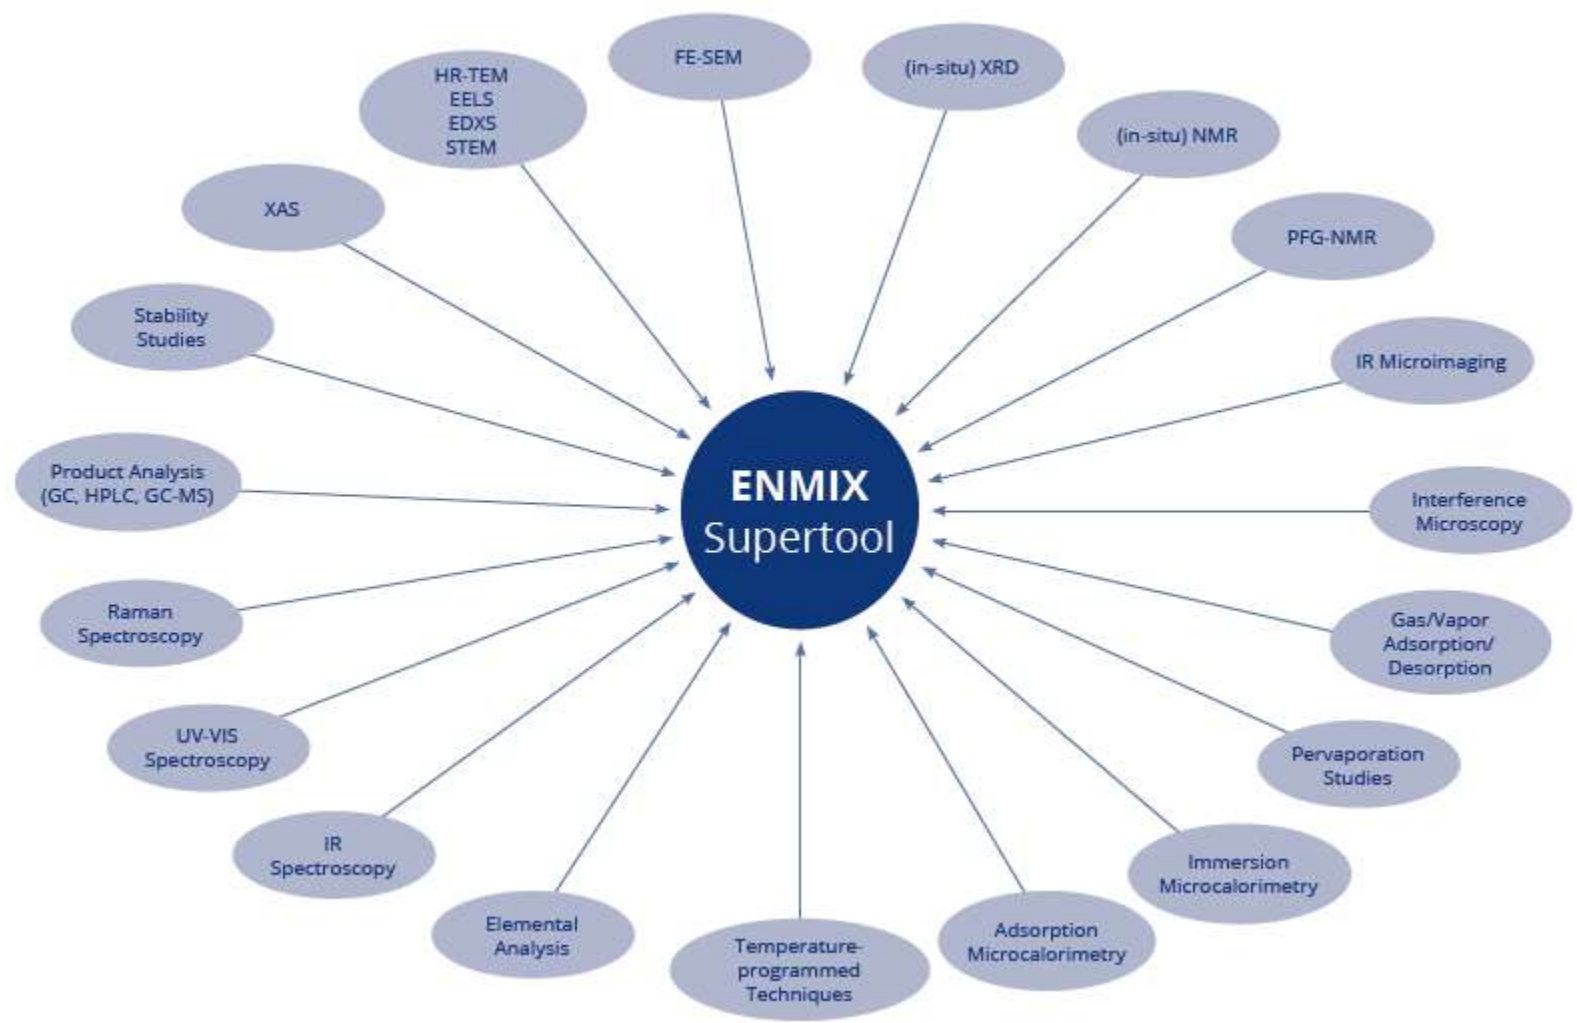 FE-SEM
(in-situ) XRD
HR-TEM
EELS
EDXS
STEM
(in-situ) NMR
XAS
PFG-NMR
Stability
Studies
IR Microimaging
Product Analysis
(GC, HPLC, GC-MS)
ENMIX
Supertool
Interference
Microscopy
Raman
Spectroscopy
Gas/Vapor
Adsorption/
Desorption
UV-VIS
Spectroscopy
Pervaporation
Studies
IR
Spectroscopy
Immersion
Microcalorimetry
Elemental
Analysis
Temperature-
programmed
Techniques
Adsorption
Microcalorimetry